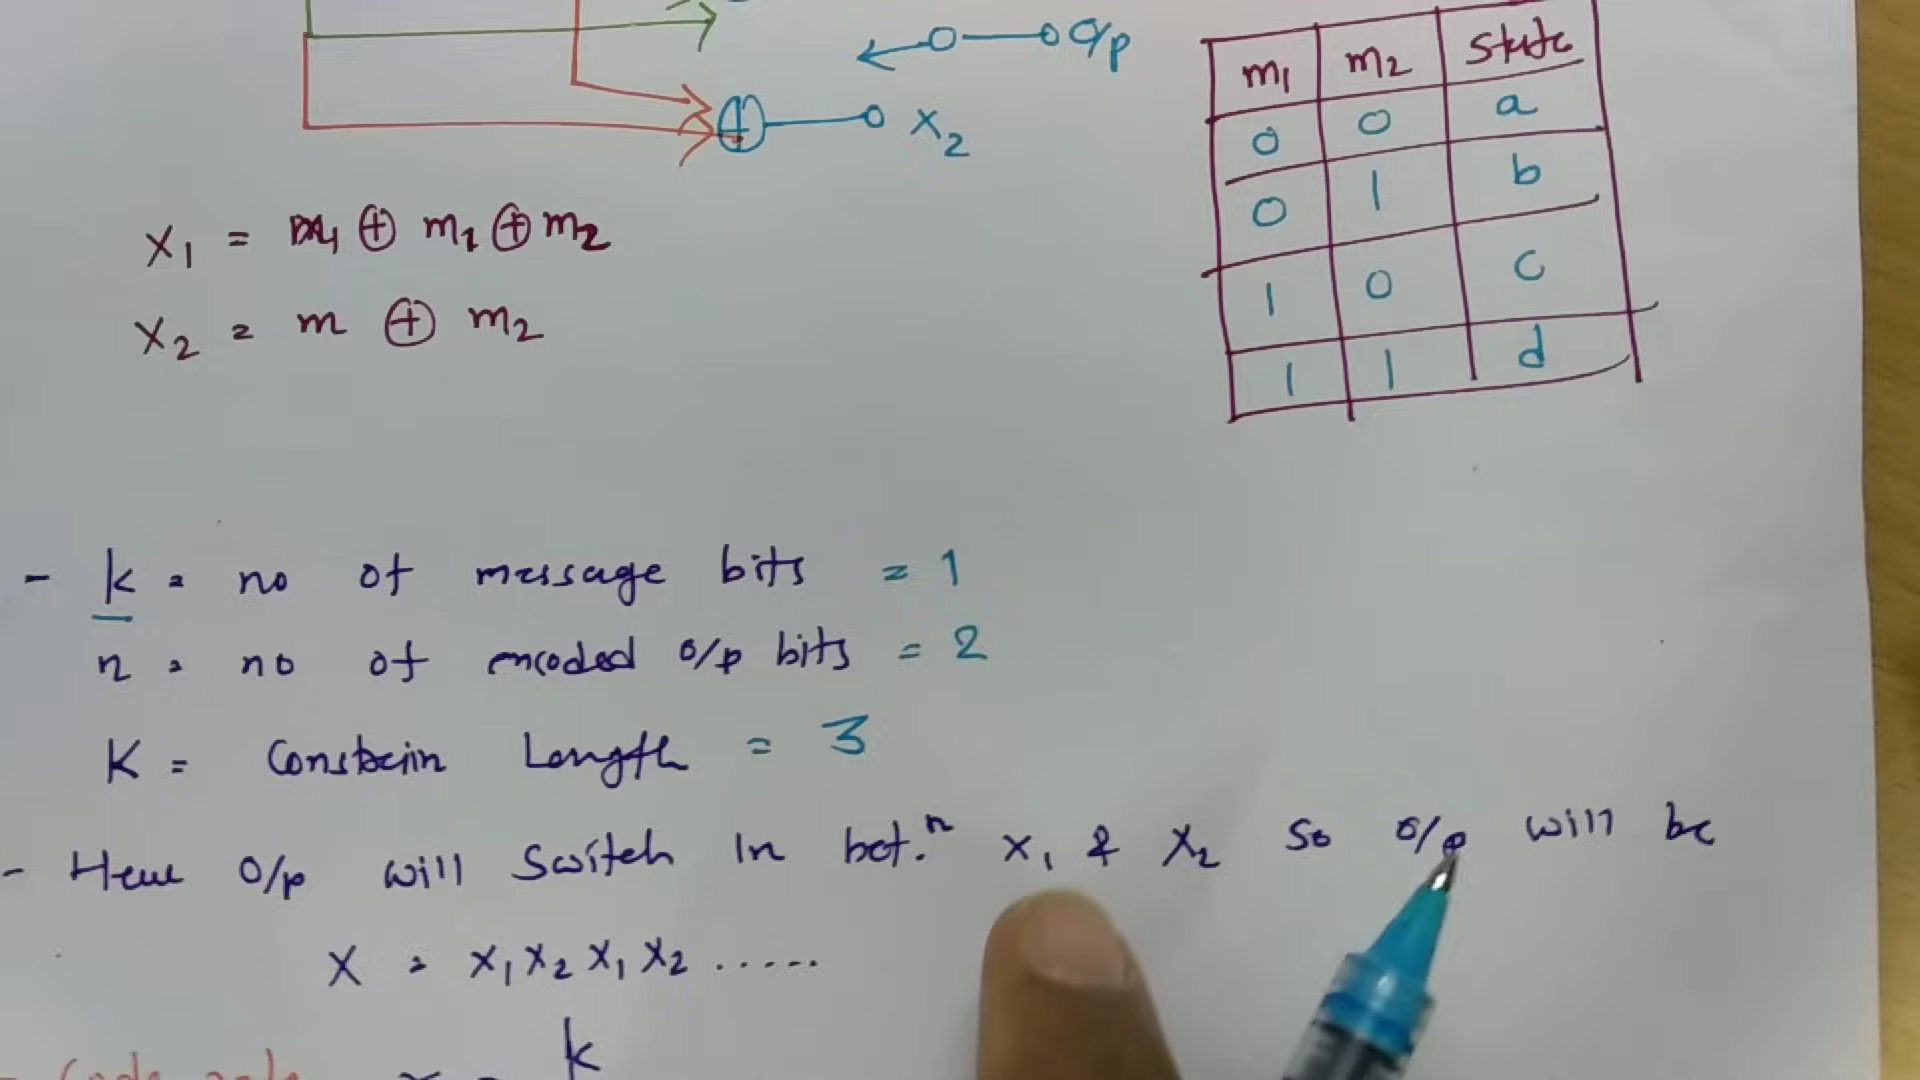 o/p
x2
x1 = m ⊕ m1 ⊕ m2
x2 = m ⊕ m2
m1 m2 State
0 0 a
0 1 b
1 0 c
1 1 d
- k = no of message bits = 1
n = no of encoded o/p bits = 2
K = Constrain Length = 3
- Here o/p will switch in bet.n x1 & x2 so o/p will be
X = x1 x2 x1 x2 .....
k